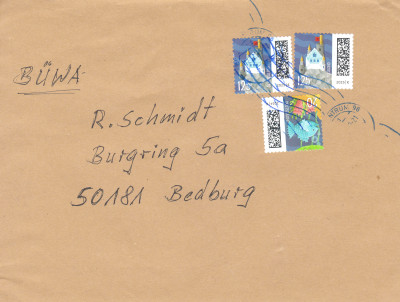 BÜWA
R. Schmidt
Burgring 5a
50181 Bedburg